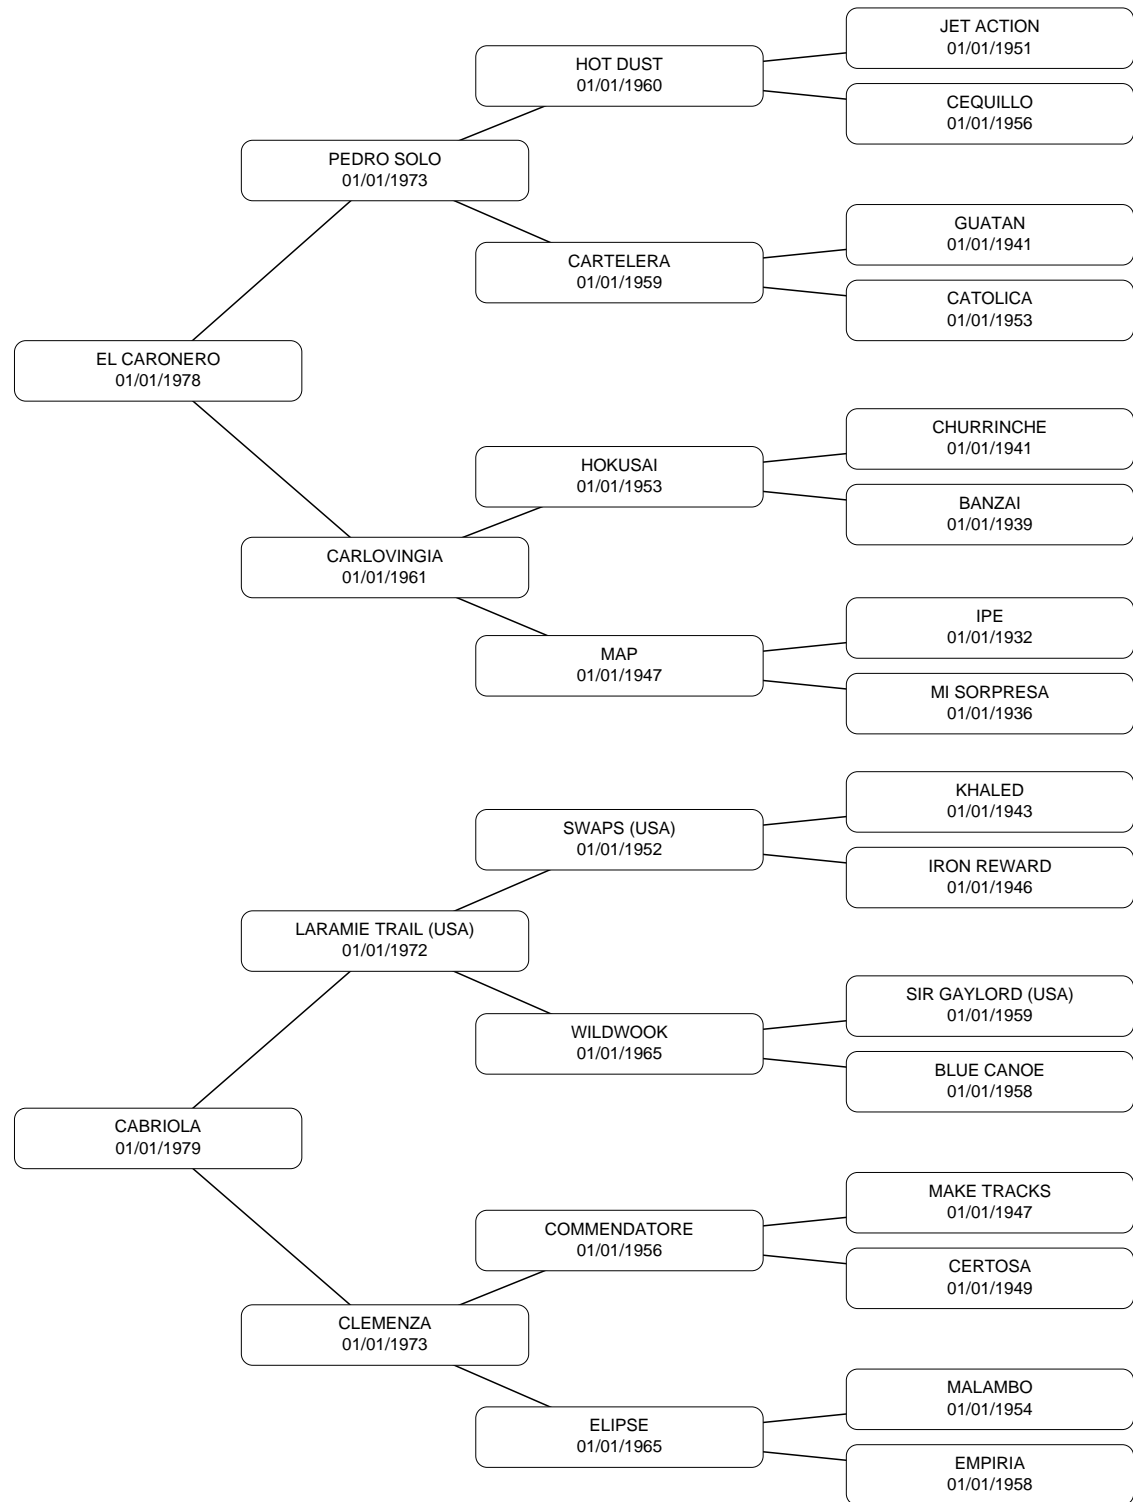 JET ACTION
01/01/1951
HOT DUST
01/01/1960
CEQUILLO
01/01/1956
PEDRO SOLO
01/01/1973
GUATAN
01/01/1941
CARTELERA
01/01/1959
CATOLICA
01/01/1953
EL CARONERO
01/01/1978
CHURRINCHE
01/01/1941
HOKUSAI
01/01/1953
BANZAI
01/01/1939
CARLOVINGIA
01/01/1961
IPE
01/01/1932
MAP
01/01/1947
MI SORPRESA
01/01/1936
KHALED
01/01/1943
SWAPS (USA)
01/01/1952
IRON REWARD
01/01/1946
LARAMIE TRAIL (USA)
01/01/1972
SIR GAYLORD (USA)
01/01/1959
WILDWOOK
01/01/1965
BLUE CANOE
01/01/1958
CABRIOLA
01/01/1979
MAKE TRACKS
01/01/1947
COMMENDATORE
01/01/1956
CERTOSA
01/01/1949
CLEMENZA
01/01/1973
MALAMBO
01/01/1954
ELIPSE
01/01/1965
EMPIRIA
01/01/1958